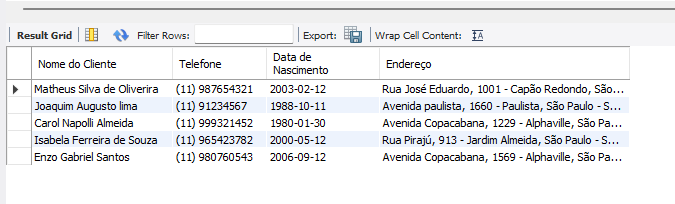 Result Grid Filter Rows: Export: Wrap Cell Content: IA
Nome do Cliente Telefone Data de Nascimento Endereço
Matheus Silva de Oliverira (11) 987654321 2003-02-12 Rua José Eduardo, 1001 - Capão Redondo, São...
Joaquim Augusto lima (11) 91234567 1988-10-11 Avenida paulista, 1660 - Paulista, São Paulo - S...
Carol Napolli Almeida (11) 999321452 1980-01-30 Avenida Copacabana, 1229 - Alphaville, São Pa...
Isabela Ferreira de Souza (11) 965423782 2000-05-12 Rua Pirajú, 913 - Jardim Almeida, São Paulo - S...
Enzo Gabriel Santos (11) 980760543 2006-09-12 Avenida Copacabana, 1569 - Alphaville, São Pa...